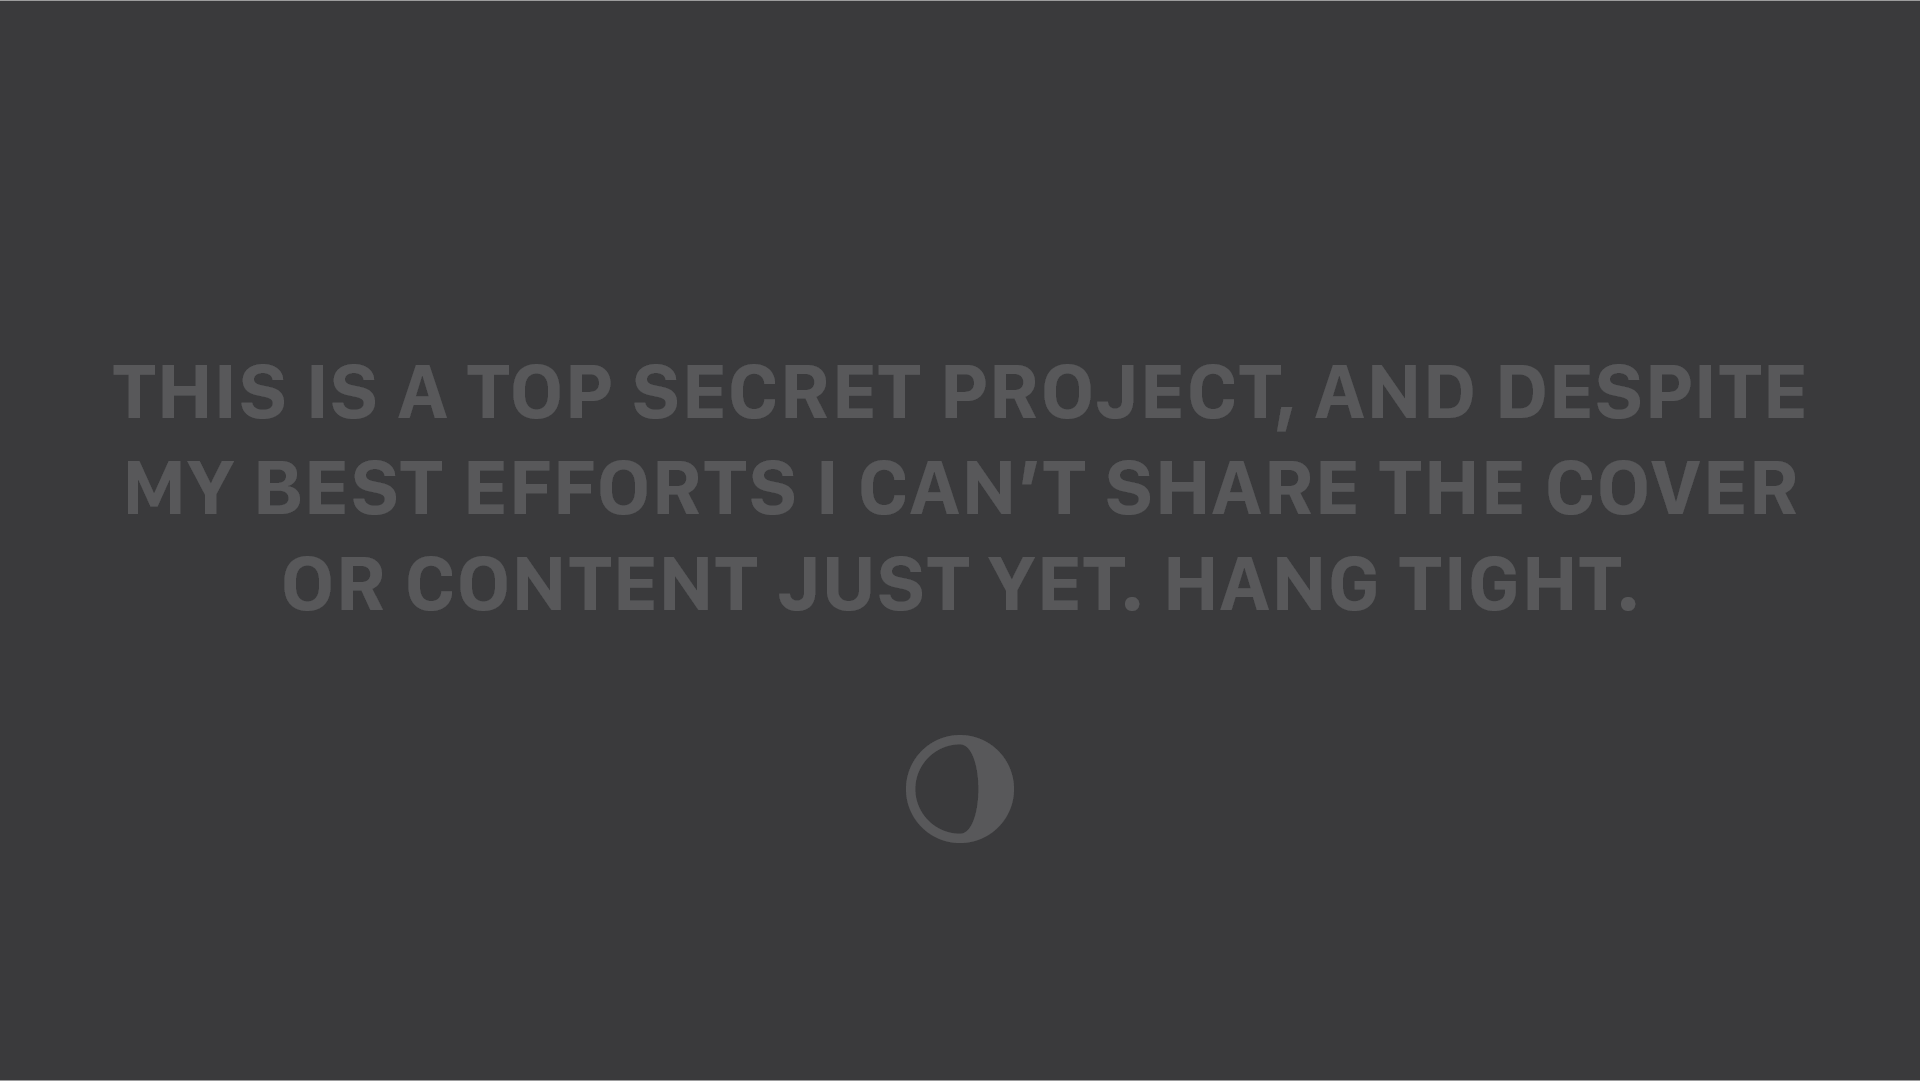 THIS IS A TOP SECRET PROJECT, AND DESPITE
MY BEST EFFORTS I CAN’T SHARE THE COVER
OR CONTENT JUST YET. HANG TIGHT.